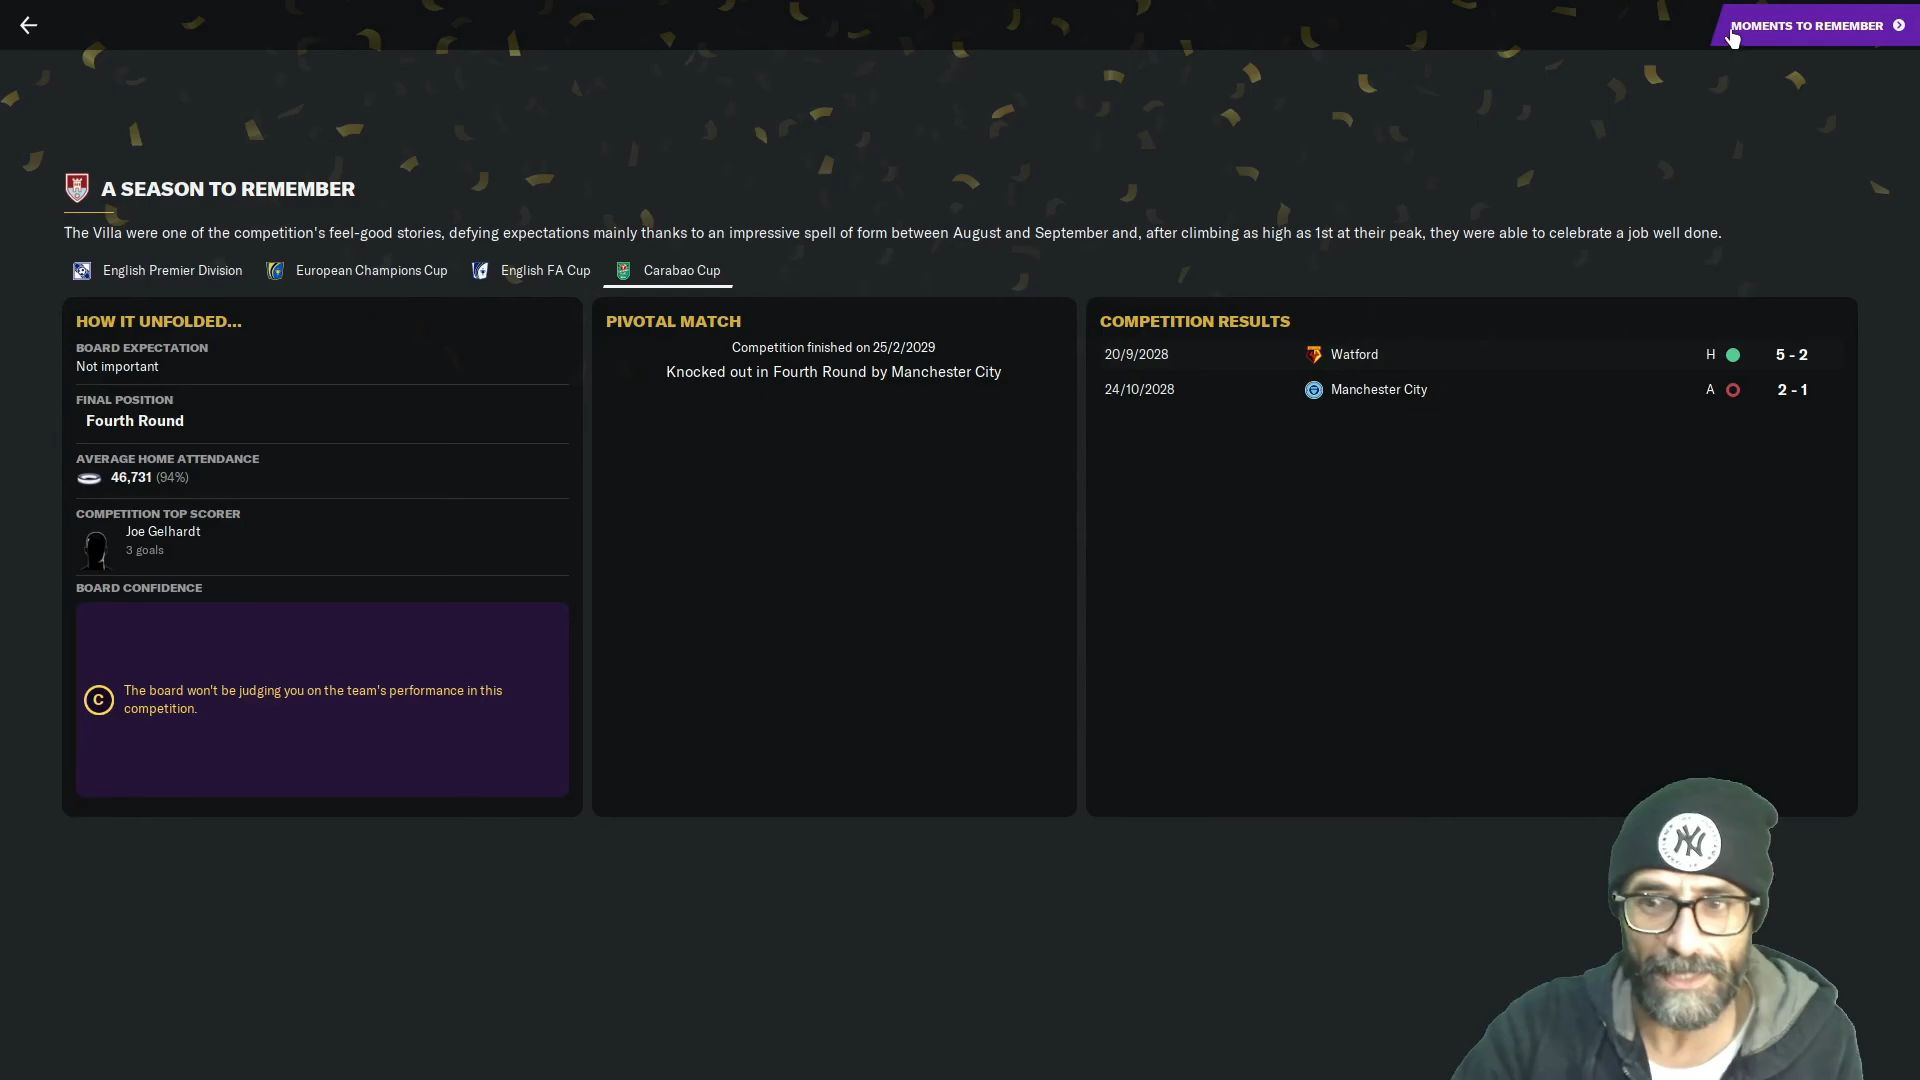 MOMENTS TO REMEMBER
A SEASON TO REMEMBER
The Villa were one of the competition's feel-good stories, defying expectations mainly thanks to an impressive spell of form between August and September and, after climbing as high as 1st at their peak, they were able to celebrate a job well done.
English Premier Division
European Champions Cup
English FA Cup
Carabao Cup
HOW IT UNFOLDED...
BOARD EXPECTATION
Not important
FINAL POSITION
Fourth Round
AVERAGE HOME ATTENDANCE
46,731 (94%)
COMPETITION TOP SCORER
Joe Gelhardt
3 goals
BOARD CONFIDENCE
C
The board won't be judging you on the team's performance in this
competition.
PIVOTAL MATCH
Competition finished on 25/2/2029
Knocked out in Fourth Round by Manchester City
COMPETITION RESULTS
20/9/2028 Watford H 5 - 2
24/10/2028 Manchester City A 2 - 1
NY